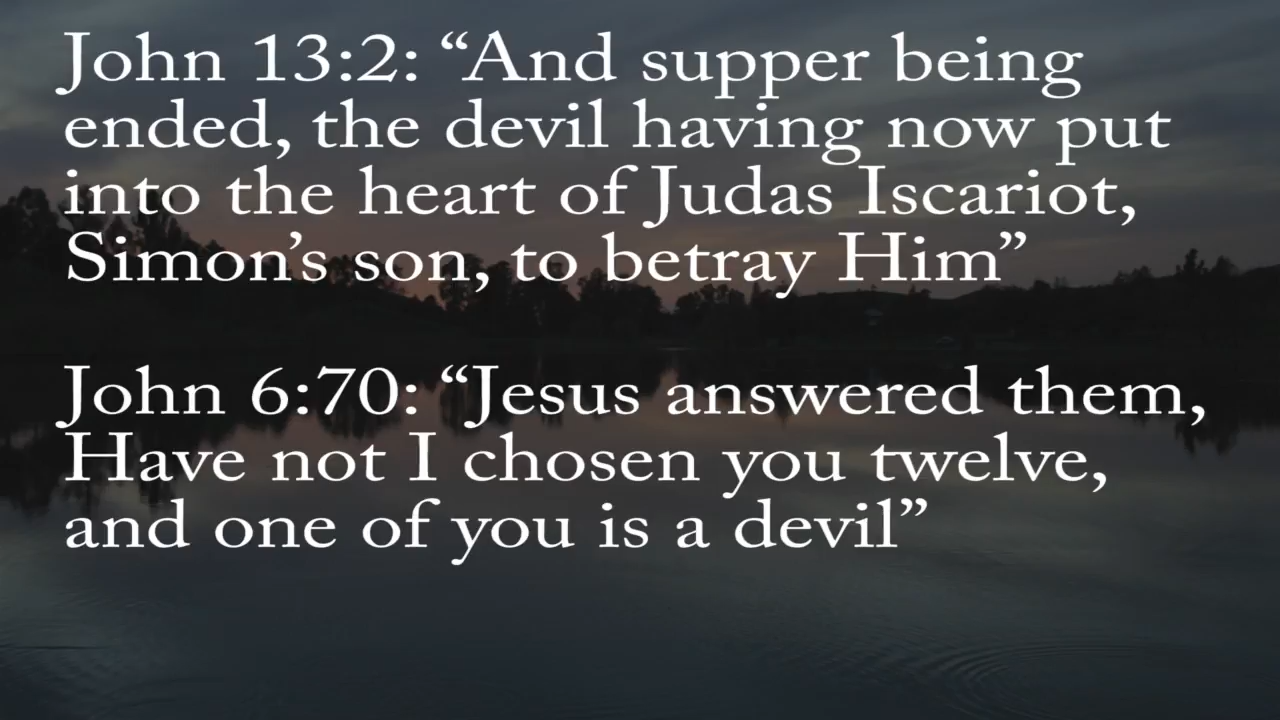 John 13:2: “And supper being
ended, the devil having now put
into the heart of Judas Iscariot,
Simon’s son, to betray Him”
John 6:70: “Jesus answered them,
Have not I chosen you twelve,
and one of you is a devil”